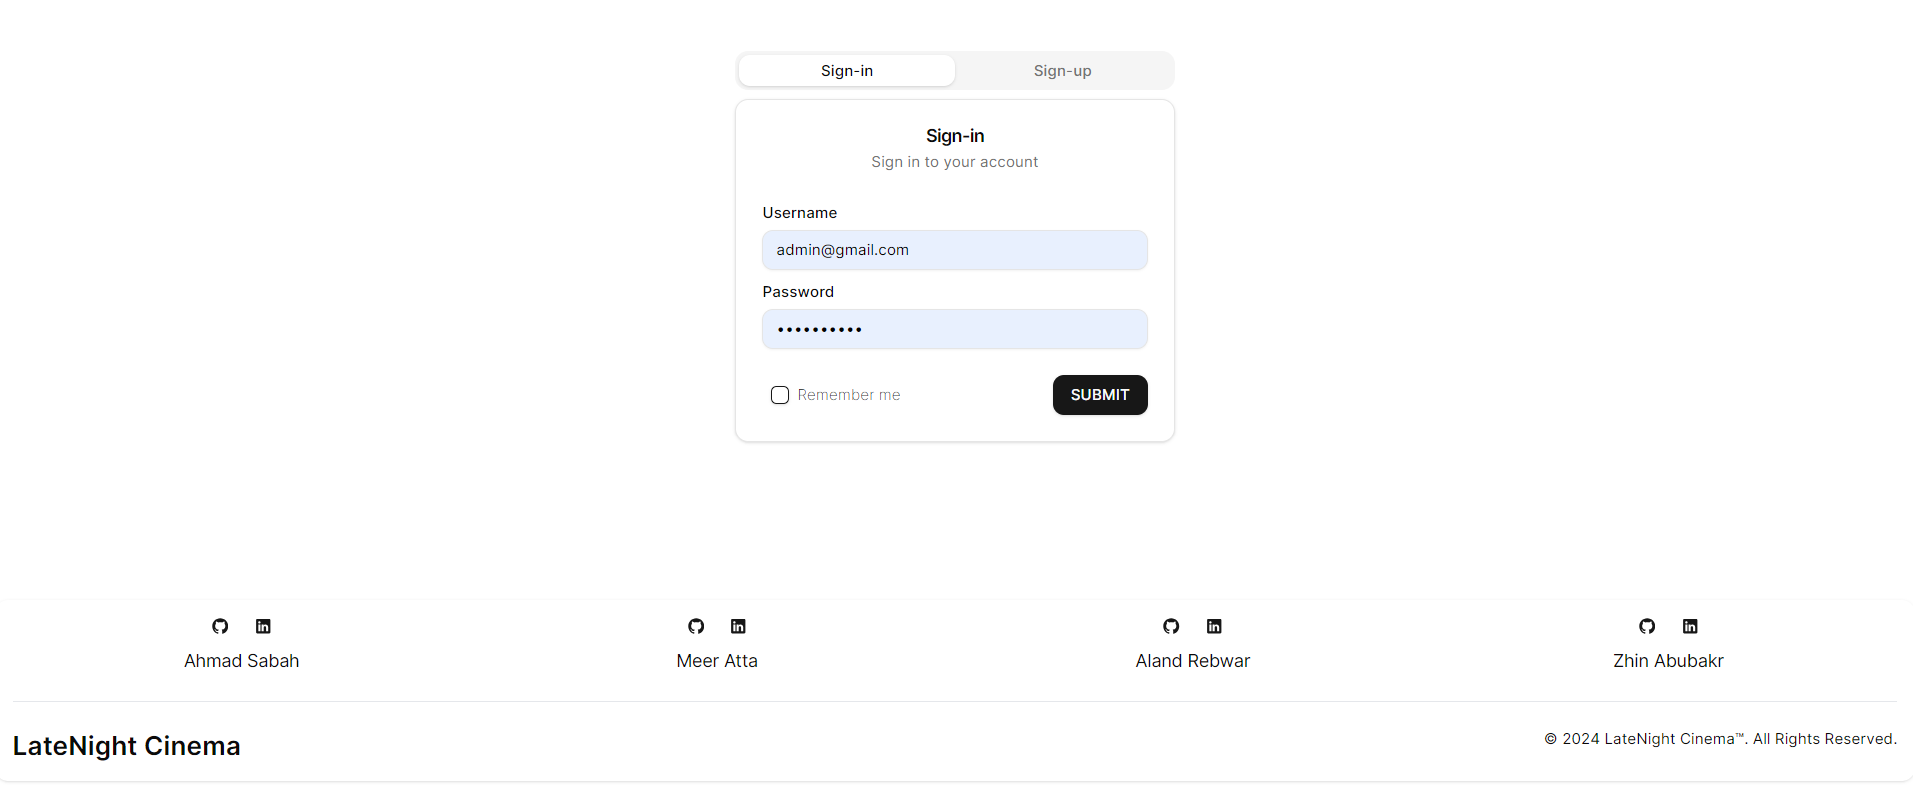 Sign-in Sign-up
Sign-in
Sign in to your account
Username
admin@gmail.com
Password
••••••••••
Remember me SUBMIT
Ahmad Sabah Meer Atta Aland Rebwar Zhin Abubakr
LateNight Cinema © 2024 LateNight Cinema™. All Rights Reserved.